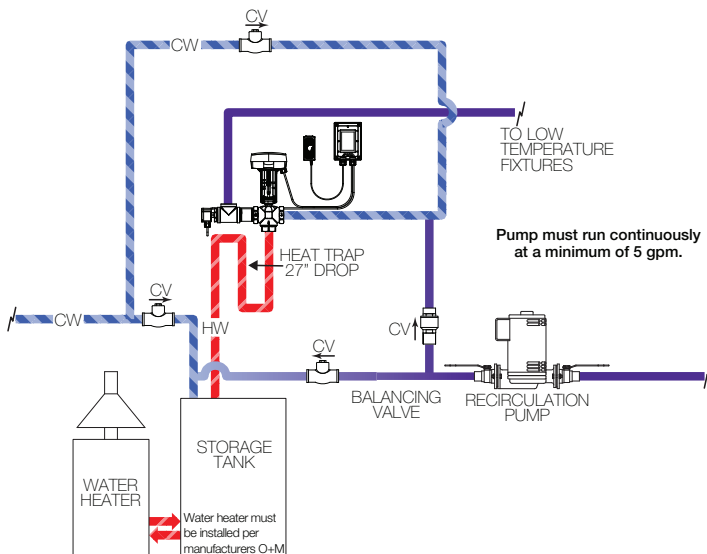 CV
CW
TO LOW
TEMPERATURE
FIXTURES
Pump must run continuously
at a minimum of 5 gpm.
HEAT TRAP
27" DROP
CV
CW
HW
CV
CV
BALANCING
VALVE
RECIRCULATION
PUMP
STORAGE
TANK
WATER
HEATER
Water heater must
be installed per
manufacturers O+M